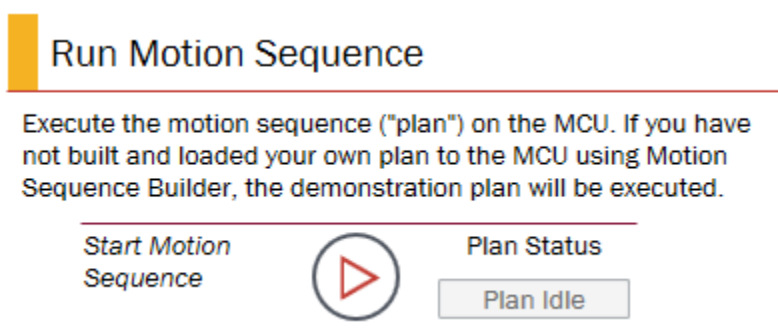 Run Motion Sequence
Execute the motion sequence ("plan") on the MCU. If you have
not built and loaded your own plan to the MCU using Motion
Sequence Builder, the demonstration plan will be executed.
Start Motion
Sequence
Plan Status
Plan Idle